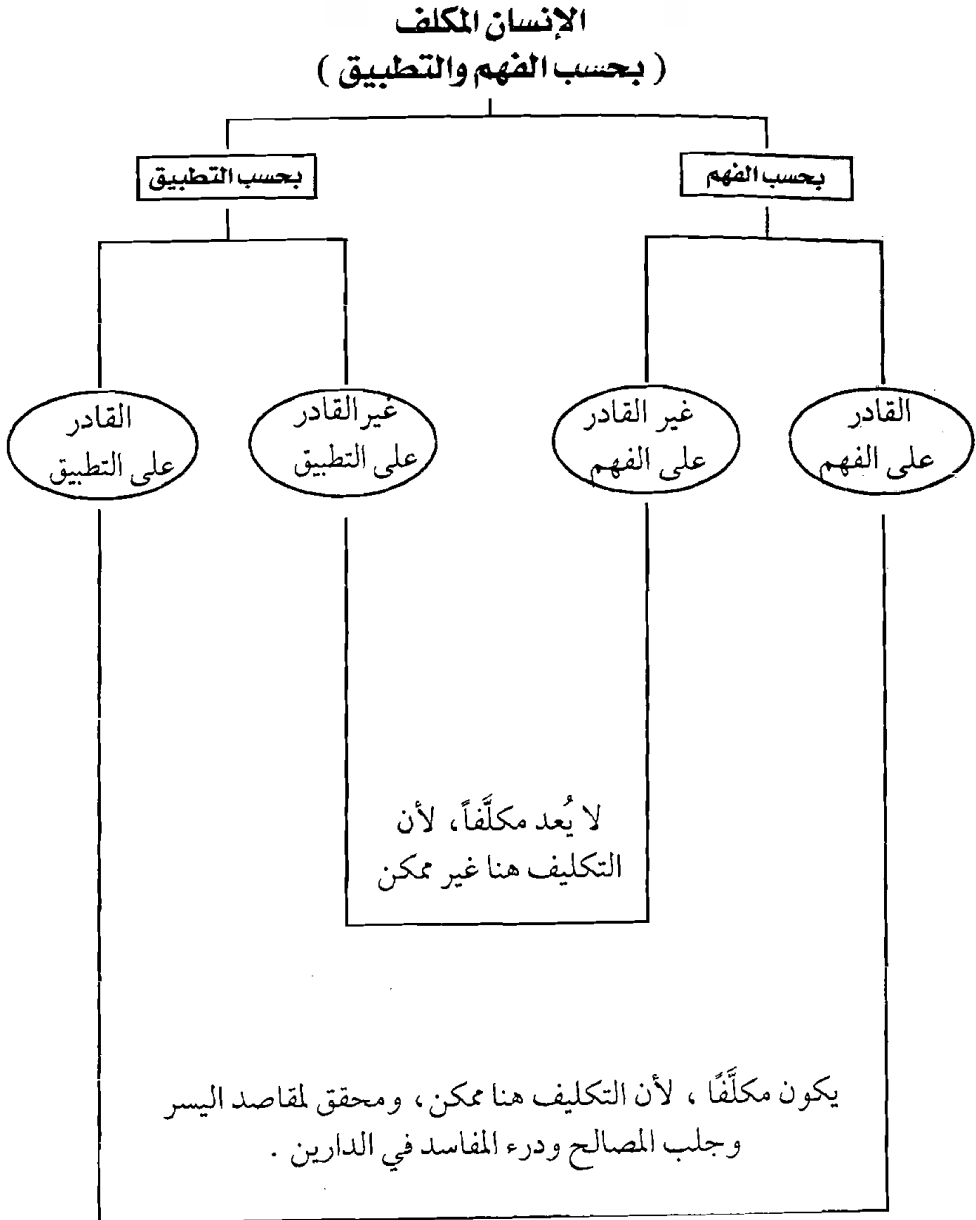 الإنسان المكلف
( بحسب الفهم والتطبيق )
بحسب الفهم
بحسب التطبيق
القادر
على الفهم
غير القادر
على الفهم
غير القادر
على التطبيق
القادر
على التطبيق
لا يُعد مكلَّفاً، لأن
التكليف هنا غير ممكن
يكون مكلَّفًا ، لأن التكليف هنا ممكن، ومحقق لمقاصد اليسر
وجلب المصالح ودرء المفاسد في الدارين .